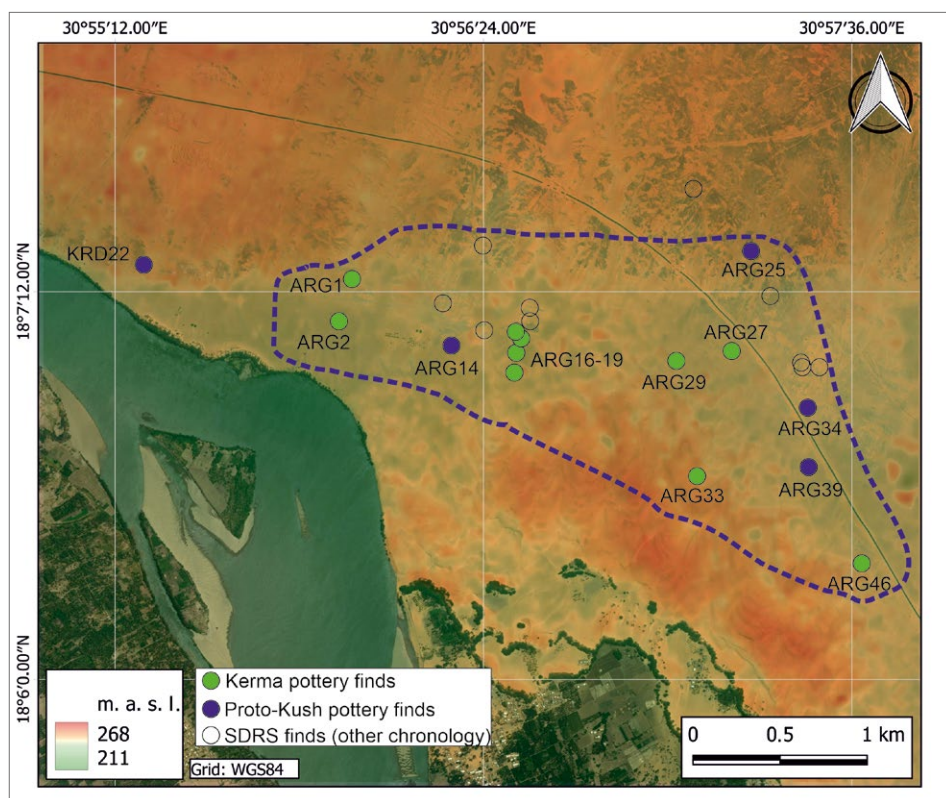 30°55′12.00″E
30°56′24.00″E
30°57′36.00″E
KRD22
ARG25
18°7′12.00″N
ARG1
ARG2
ARG14
ARG16-19
ARG27
ARG29
ARG34
ARG39
ARG33
ARG46
18°6′0.00″N
m. a. s. l.
268
211
Kerma pottery finds
Proto-Kush pottery finds
SDRS finds (other chronology)
Grid: WGS84
0 0.5 1 km